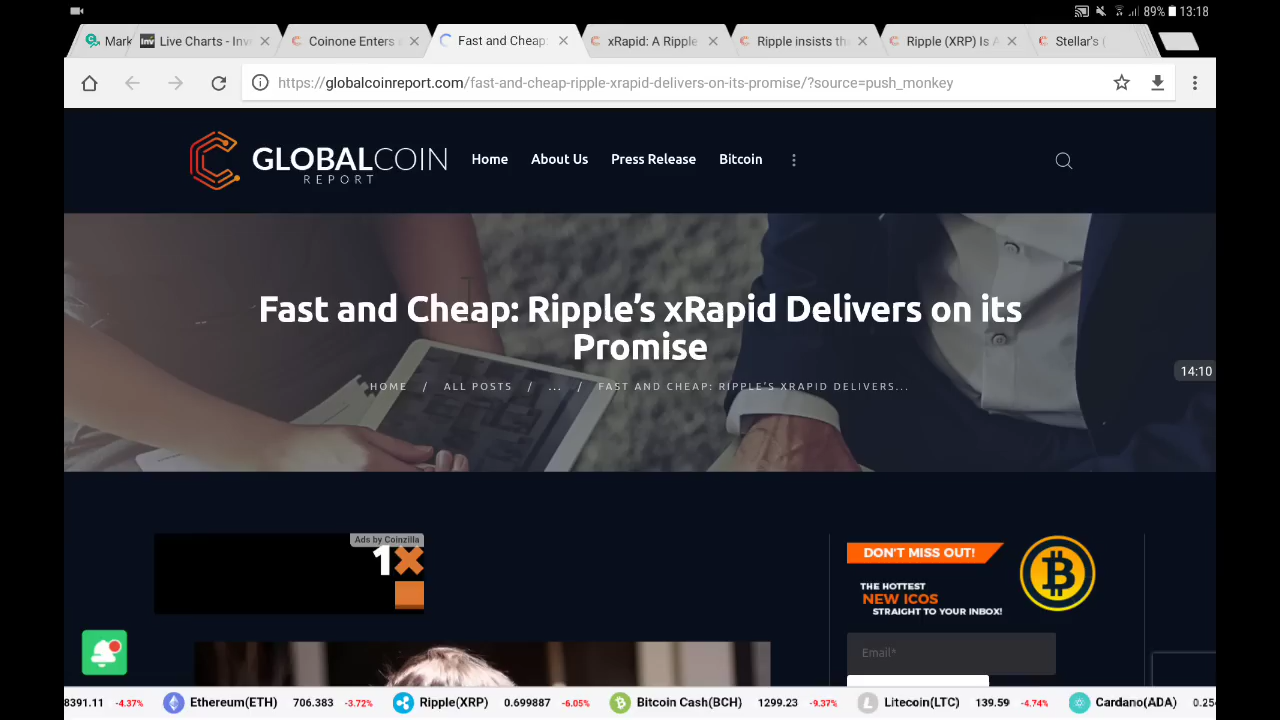 89% 13:18
Mark
Live Charts - Inve
Coinone Enters a
Fast and Cheap:
xRapid: A Ripple
Ripple insists tha
Ripple (XRP) Is A
Stellar's (
https://globalcoinreport.com/fast-and-cheap-ripple-xrapid-delivers-on-its-promise/?source=push_monkey
GLOBALCOIN
REPORT
Home About Us Press Release Bitcoin
Fast and Cheap: Ripple's xRapid Delivers on its
Promise
HOME / ALL POSTS / ... / FAST AND CHEAP: RIPPLE'S XRAPID DELIVERS...
14:10
Ads by Coinzilla
1X
DON'T MISS OUT!
THE HOTTEST
NEW ICOS
STRAIGHT TO YOUR INBOX!
Email*
8391.11 -4.37% Ethereum(ETH) 706.383 -3.72% Ripple(XRP) 0.699887 -6.05% Bitcoin Cash(BCH) 1299.23 -9.37% Litecoin(LTC) 139.59 -4.74% Cardano(ADA) 0.25